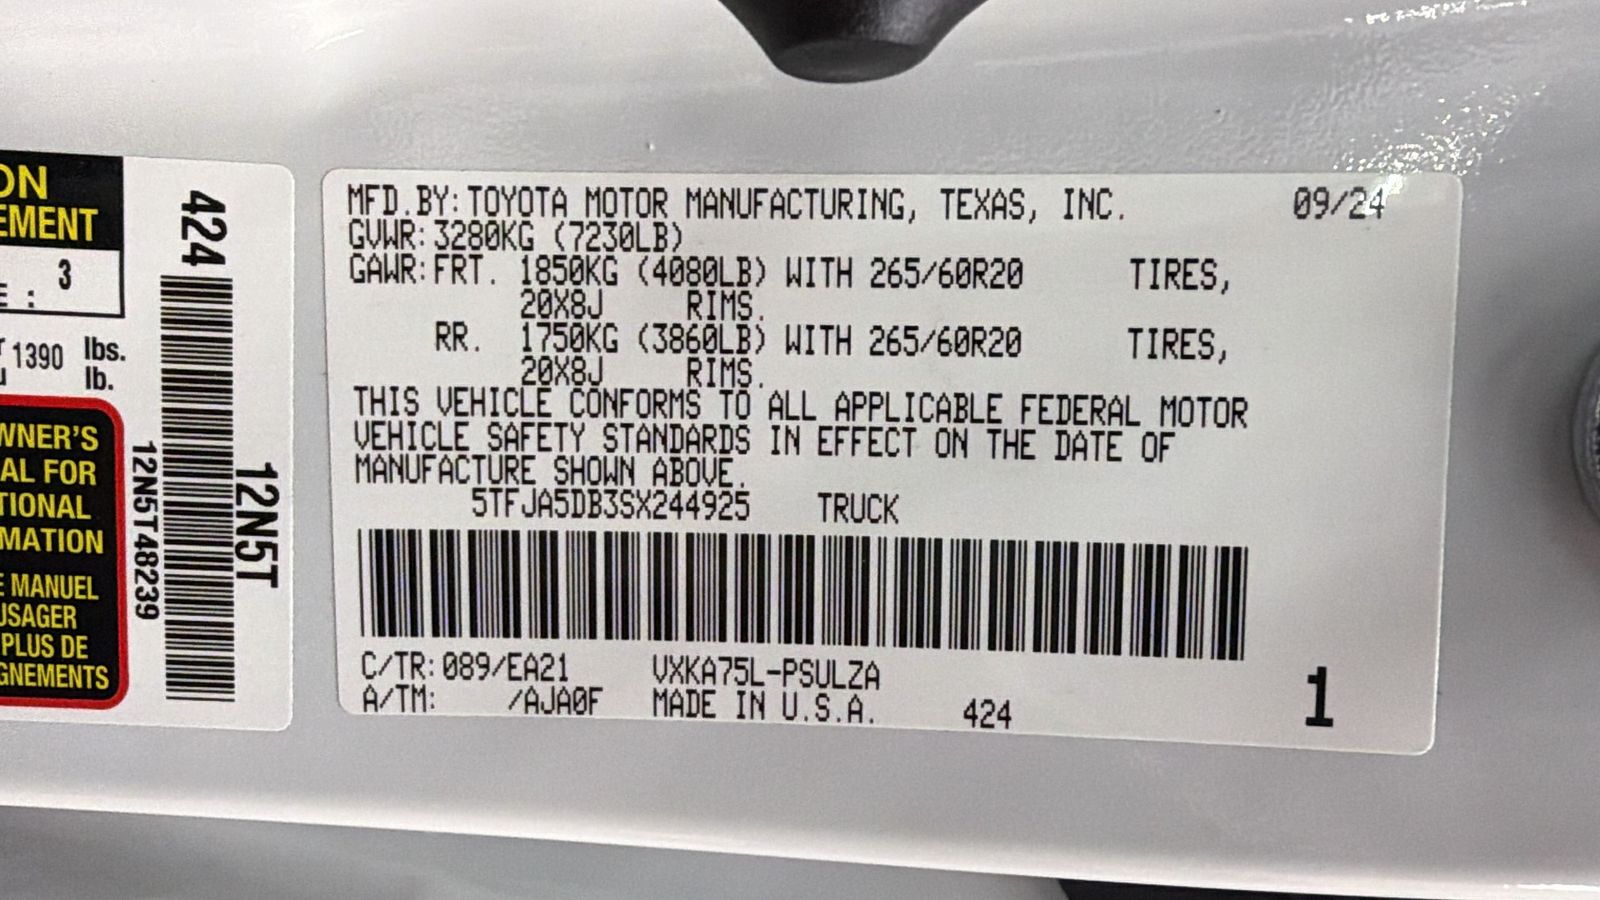 ON
EMENT
3
E :
1390 lbs.
lb.
WNER'S
AL FOR
TIONAL
MATION
E MANUEL
USAGER
PLUS DE
GNEMENTS
424
12N5T48239
12N5T
MFD.BY: TOYOTA MOTOR MANUFACTURING, TEXAS, INC. 09/24
GVWR: 3280KG (7230LB)
GAWR: FRT. 1850KG (4080LB) WITH 265/60R20 TIRES,
20X8J RIMS.
RR. 1750KG (3860LB) WITH 265/60R20 TIRES,
20X8J RIMS.
THIS VEHICLE CONFORMS TO ALL APPLICABLE FEDERAL MOTOR
VEHICLE SAFETY STANDARDS IN EFFECT ON THE DATE OF
MANUFACTURE SHOWN ABOVE.
5TFJA5DB3SX244925 TRUCK
C/TR: 089/EA21 VXKA75L-PSULZA
A/TM: /AJA0F MADE IN U.S.A. 424 1